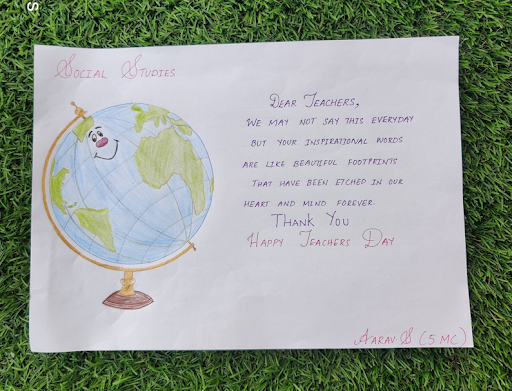 S
Social Studies
Dear Teachers,
We may not say this everyday
but your inspirational words
are like beautiful footprints
that have been etched in our
heart and mind forever
Thank You
Happy Teachers Day
Aarav S (5 MC)